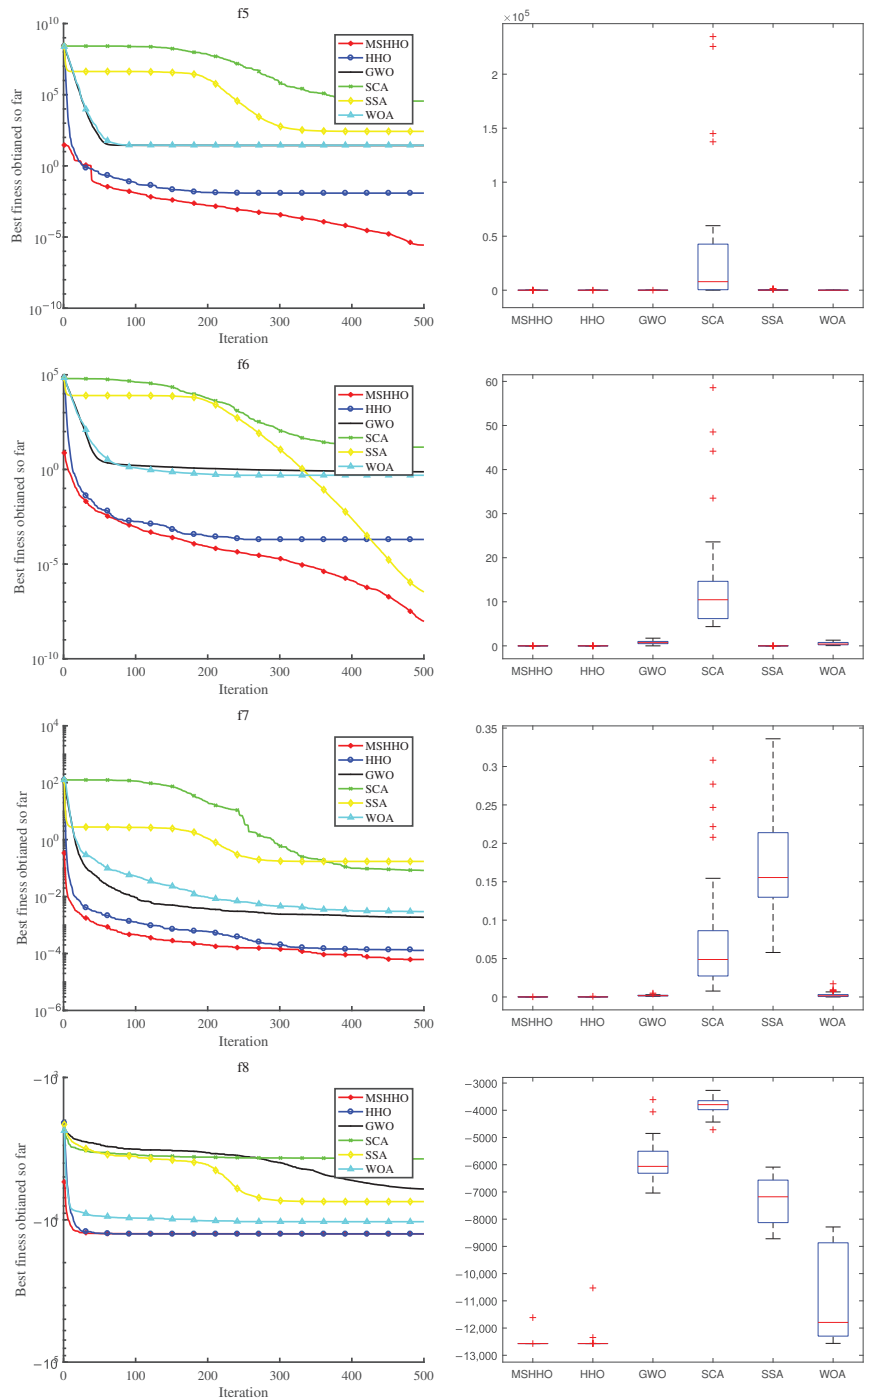 f5
10^10
10^5
10^0
10^−5
10^−10
Best finess obtianed so far
0 100 200 300 400 500
Iteration
MSHHO
HHO
GWO
SCA
SSA
WOA
× 10^5
2
1.5
1
0.5
0
MSHHO HHO GWO SCA SSA WOA
f6
10^5
10^0
10^−5
10^−10
Best finess obtianed so far
0 100 200 300 400 500
Iteration
MSHHO
HHO
GWO
SCA
SSA
WOA
60
50
40
30
20
10
0
MSHHO HHO GWO SCA SSA WOA
f7
10^4
10^2
10^0
10^−2
10^−4
10^−6
Best finess obtianed so far
0 100 200 300 400 500
Iteration
MSHHO
HHO
GWO
SCA
SSA
WOA
0.35
0.3
0.25
0.2
0.15
0.1
0.05
0
MSHHO HHO GWO SCA SSA WOA
f8
−10^3
−10^4
−10^5
Best finess obtianed so far
0 100 200 300 400 500
Iteration
MSHHO
HHO
GWO
SCA
SSA
WOA
−3000
−4000
−5000
−6000
−7000
−8000
−9000
−10,000
−11,000
−12,000
−13,000
MSHHO HHO GWO SCA SSA WOA